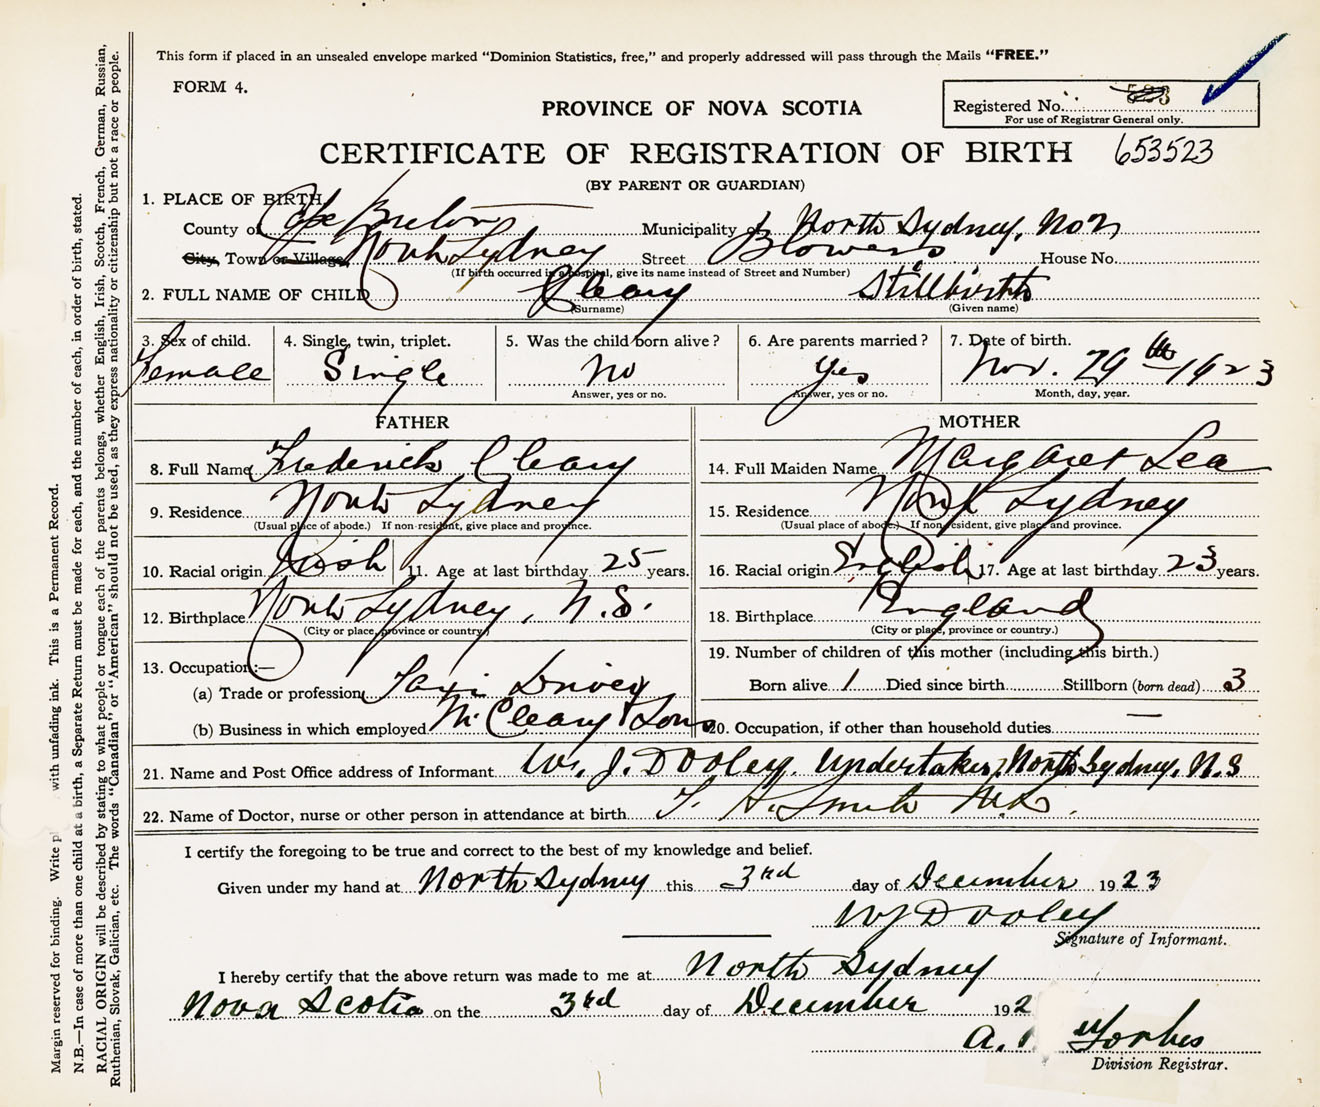 This form if placed in an unsealed envelope marked “Dominion Statistics, free,” and properly addressed will pass through the Mails “FREE.”
FORM 4.
PROVINCE OF NOVA SCOTIA
Registered No.
For use of Registrar General only.
CERTIFICATE OF REGISTRATION OF BIRTH 653523
(BY PARENT OR GUARDIAN)
1. PLACE OF BIRTH
County of Cape Breton Municipality of North Sydney,
City, Town or Village North Sydney Street Blowers House No.
(If birth occurred in a hospital, give its name instead of Street and Number)
2. FULL NAME OF CHILD Cleary Stillbirth
(Surname) (Given name)
3. Sex of child. 4. Single, twin, triplet. 5. Was the child born alive? 6. Are parents married? 7. Date of birth.
Female Single no yes Nov. 29th 1923
Answer, yes or no. Answer, yes or no. Month, day, year.
FATHER MOTHER
8. Full Name Frederick Cleary 14. Full Maiden Name Margaret Lea
9. Residence North Sydney 15. Residence North Sydney
(Usual place of abode.) If non-resident, give place and province. (Usual place of abode.) If non-resident, give place and province.
10. Racial origin Irish 11. Age at last birthday 25 years. 16. Racial origin English 17. Age at last birthday 23 years.
12. Birthplace North Sydney, N.S. 18. Birthplace England
(City or place, province or country.) (City or place, province or country.)
13. Occupation:— 19. Number of children of this mother (including this birth.)
(a) Trade or profession Taxi Driver Born alive 1 Died since birth Stillborn (born dead) 3
(b) Business in which employed McCleary & Sons 20. Occupation, if other than household duties —
21. Name and Post Office address of Informant W. J. Dooley. Undertaker, North Sydney, N.S
22. Name of Doctor, nurse or other person in attendance at birth Smith
I certify the foregoing to be true and correct to the best of my knowledge and belief.
Given under my hand at North Sydney this 3rd day of December 1923
WJ Dooley
Signature of Informant.
I hereby certify that the above return was made to me at North Sydney
Nova Scotia on the 3rd day of December 192
A. Forbes
Division Registrar.
Margin reserved for binding. Write with unfading ink. This is a Permanent Record.
N.B.—In case of more than one child at a birth, a Separate Return must be made for each, and the number of each, in order of birth, stated.
RACIAL ORIGIN will be described by stating to what people or tongue each of the parents belongs, whether English, Irish, Scotch, French, German, Russian,
Ruthenian, Slovak, Galician, etc. The words “Canadian” or “American” should not be used, as they express nationality or citizenship but not a race or people.